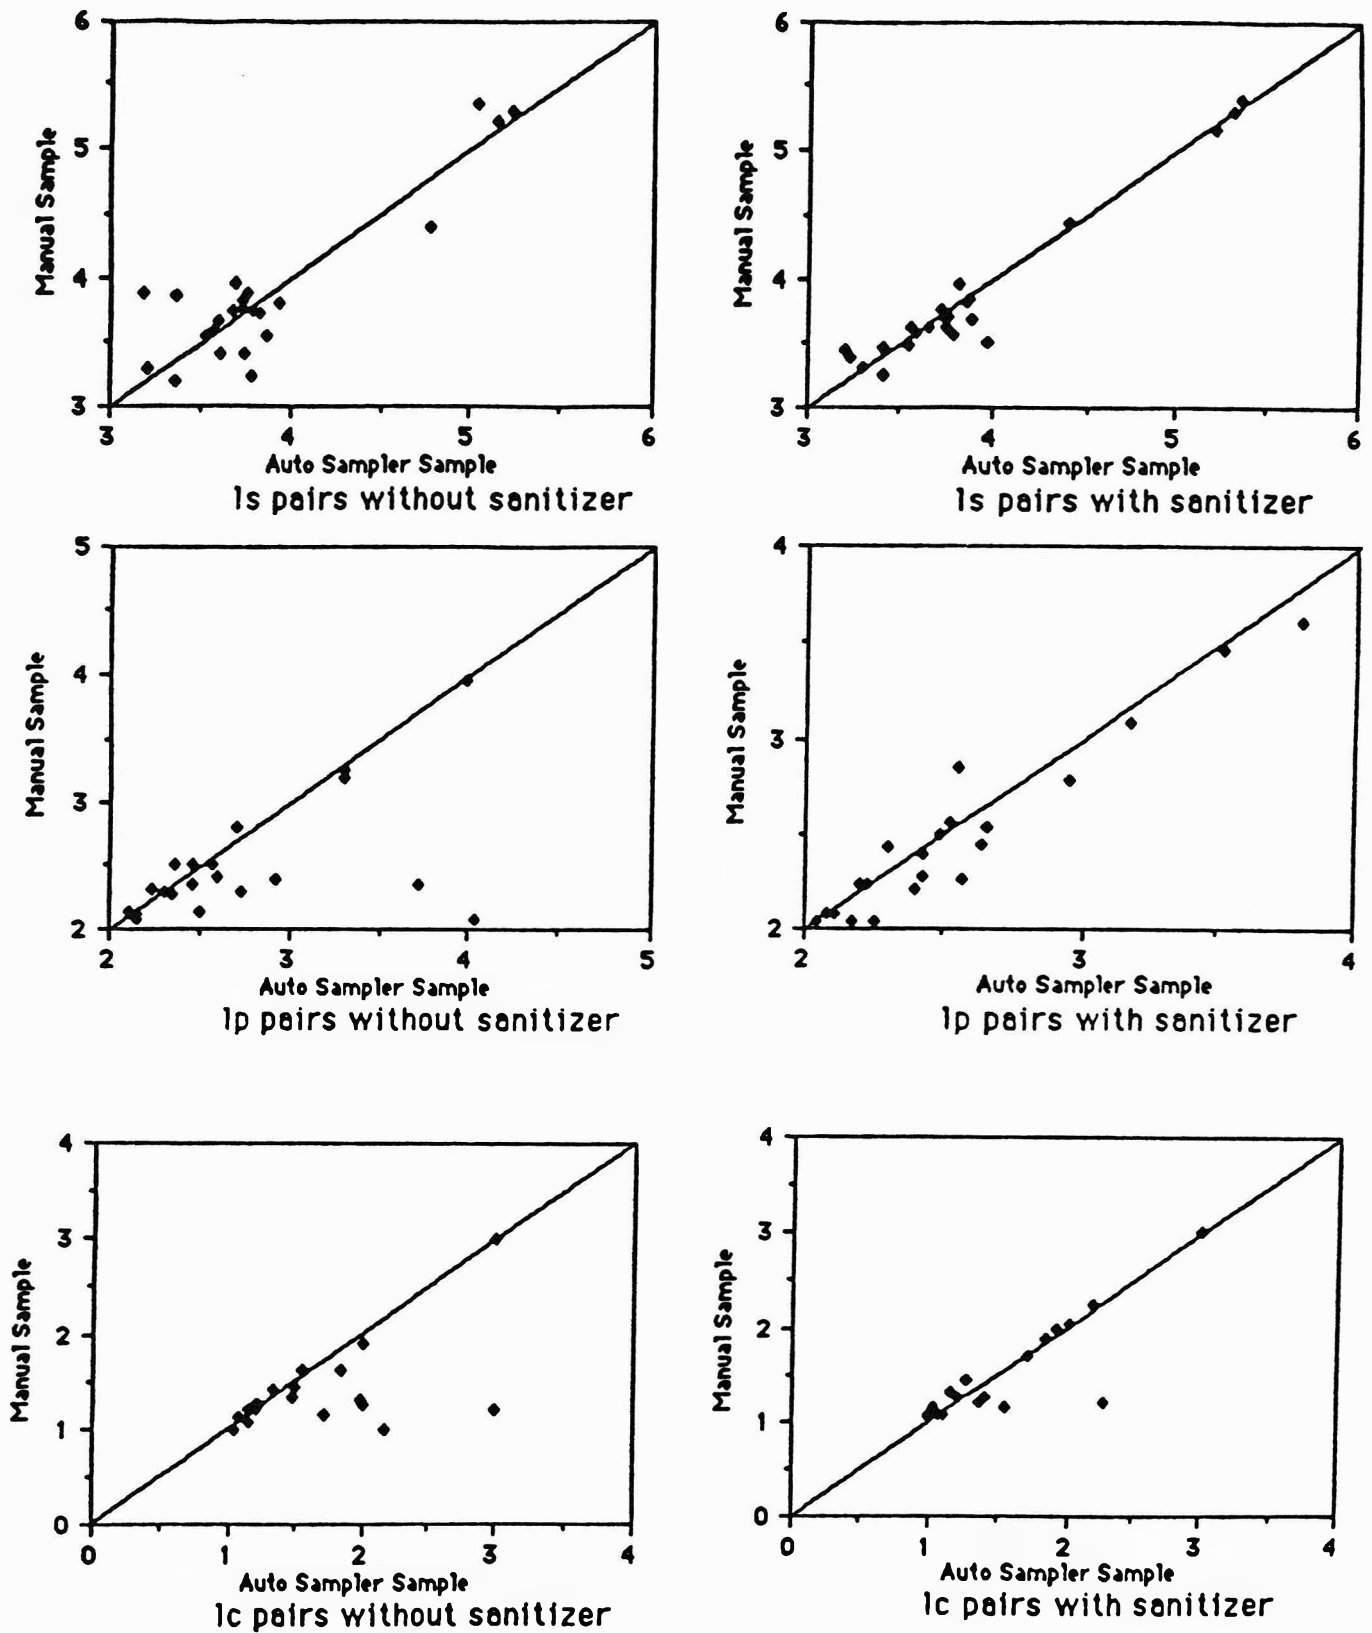 6
5
4
3
Manual Sample
3 4 5 6
Auto Sampler Sample
1s pairs without sanitizer
6
5
4
3
Manual Sample
3 4 5 6
Auto Sampler Sample
1s pairs with sanitizer
5
4
3
2
Manual Sample
2 3 4 5
Auto Sampler Sample
1p pairs without sanitizer
4
3
2
Manual Sample
2 3 4
Auto Sampler Sample
1p pairs with sanitizer
4
3
2
1
0
Manual Sample
0 1 2 3 4
Auto Sampler Sample
1c pairs without sanitizer
4
3
2
1
0
Manual Sample
0 1 2 3 4
Auto Sampler Sample
1c pairs with sanitizer